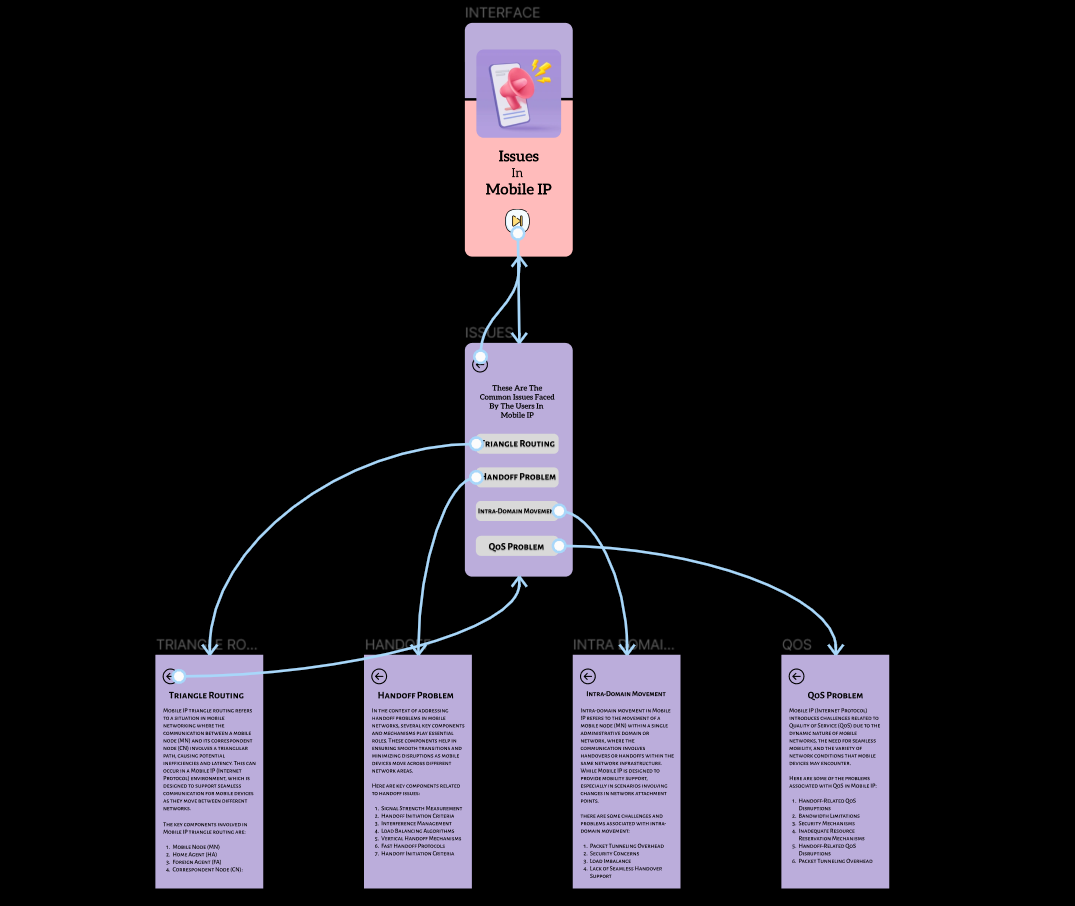 INTERFACE
Issues
In
Mobile IP
ISSUES
These Are The
Common Issues Faced
By The Users In
Mobile IP
Triangle Routing
Handoff Problem
Intra-Domain Movement
QoS Problem
TRIANGLE RO...
Triangle Routing
Mobile IP triangle routing refers
to a situation in mobile
networking where the
communication between a mobile
node (MN) and its correspondent
node (CN) involves a triangular
path, causing potential
inefficiencies and latency. This can
occur in a Mobile IP (Internet
Protocol) environment, which is
designed to support seamless
communication for mobile devices
as they move between different
networks.
The key components involved in
Mobile IP triangle routing are:
1. Mobile Node (MN)
2. Home Agent (HA)
3. Foreign Agent (FA)
4. Correspondent Node (CN):
HANDOFF
Handoff Problem
In the context of addressing
handoff problems in mobile
networks, several key components
and mechanisms play essential
roles. These components help in
ensuring smooth transitions and
minimizing disruptions as mobile
devices move across different
network areas.
Here are key components related
to handoff issues:
1. Signal Strength Measurement
2. Handoff Initiation Criteria
3. Interference Management
4. Load Balancing Algorithms
5. Vertical Handoff Mechanisms
6. Fast Handoff Protocols
7. Handoff Initiation Criteria
INTRA DOMAI...
Intra-Domain Movement
Intra-domain movement in Mobile
IP refers to the movement of a
mobile node (MN) within a single
administrative domain or
network, where the
communication involves
handovers or handoffs within the
same network infrastructure.
While Mobile IP is designed to
provide mobility support,
especially in scenarios involving
changes in network attachment
points.
There are some challenges and
problems associated with intra-
domain movement:
1. Packet Tunneling Overhead
2. Security Concerns
3. Load Imbalance
4. Lack of Seamless Handover
Support
QOS
QoS Problem
Mobile IP (Internet Protocol)
introduces challenges related to
Quality of Service (QoS) due to the
dynamic nature of mobile
networks, the need for seamless
mobility, and the variety of
network conditions that mobile
devices may encounter.
Here are some of the problems
associated with QoS in Mobile IP:
1. Handoff-Related QoS
Disruptions
2. Bandwidth Limitations
3. Security Mechanisms
4. Inadequate Resource
Reservation Mechanisms
5. Handoff-Related QoS
Disruptions
6. Packet Tunneling Overhead